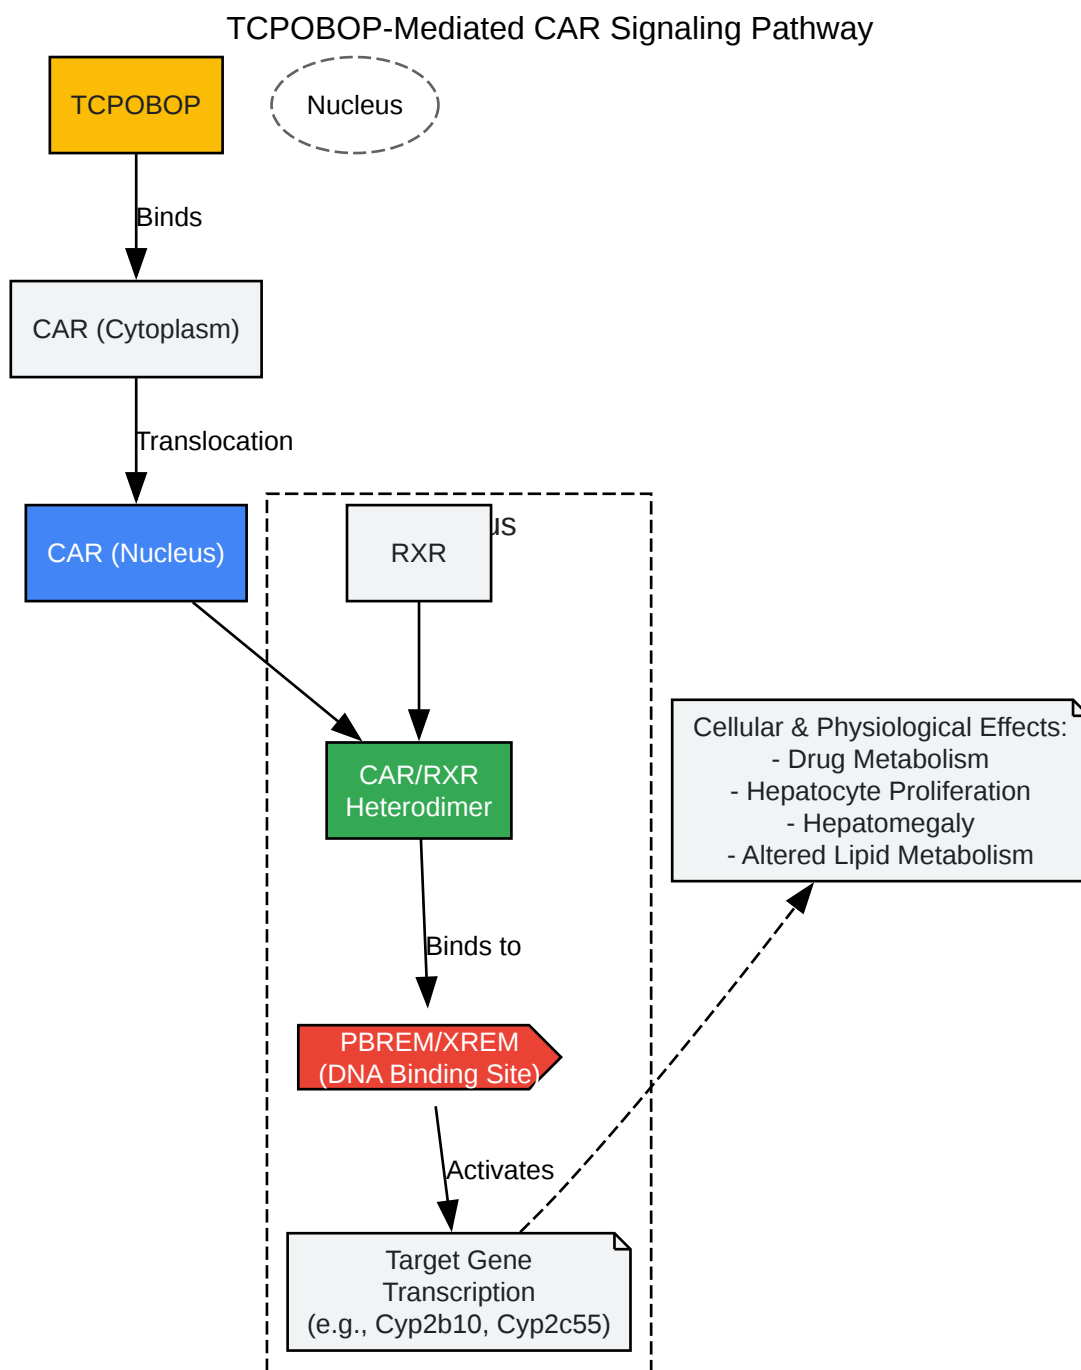 TCPOBOP-Mediated CAR Signaling Pathway
TCPOBOP
Nucleus
Binds
CAR (Cytoplasm)
Translocation
CAR (Nucleus)
RXR
CAR/RXR
Heterodimer
Cellular & Physiological Effects:
- Drug Metabolism
- Hepatocyte Proliferation
- Hepatomegaly
- Altered Lipid Metabolism
Binds to
PBREM/XREM
(DNA Binding Site)
Activates
Target Gene
Transcription
(e.g., Cyp2b10, Cyp2c55)